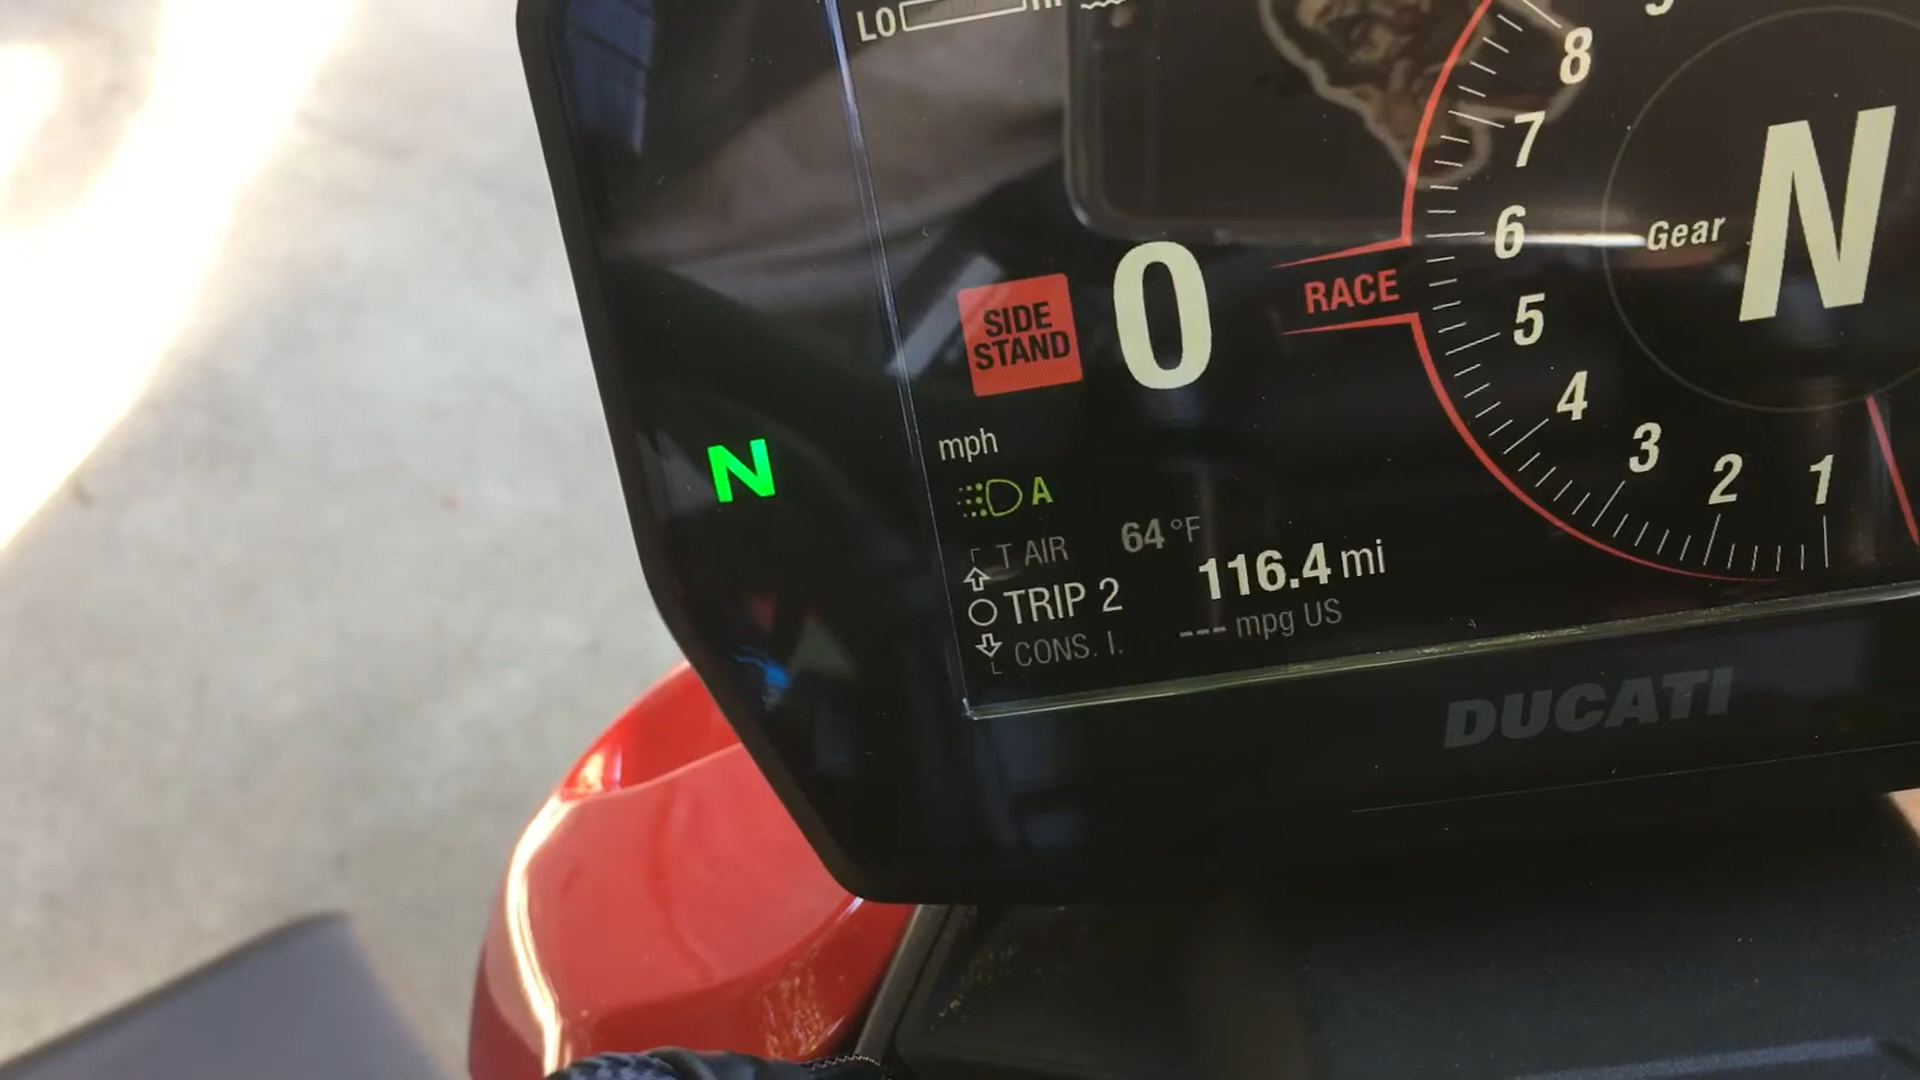 LO
8
7
6
5
4
3
2
1
Gear N
RACE
SIDE
STAND
0
mph
N
A
T AIR 64 °F
TRIP 2 116.4 mi
CONS. I. --- mpg US
DUCATI